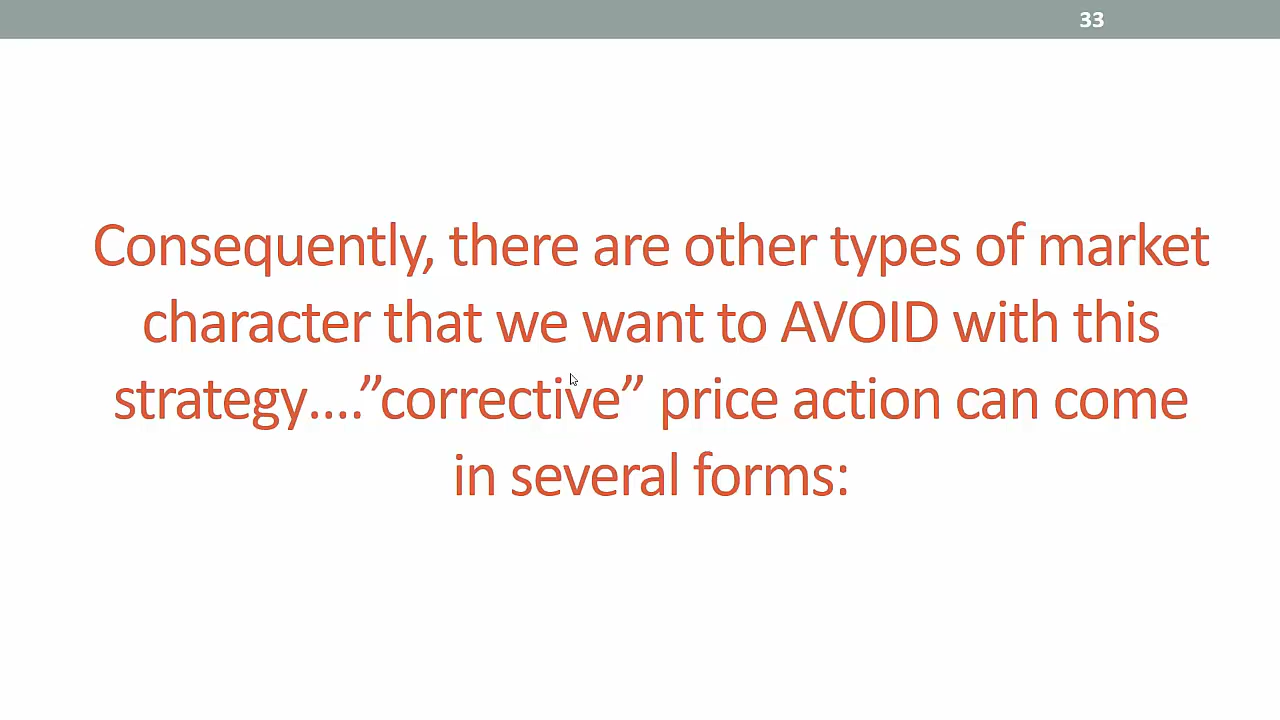 33
Consequently, there are other types of market
character that we want to AVOID with this
strategy....”corrective” price action can come
in several forms: